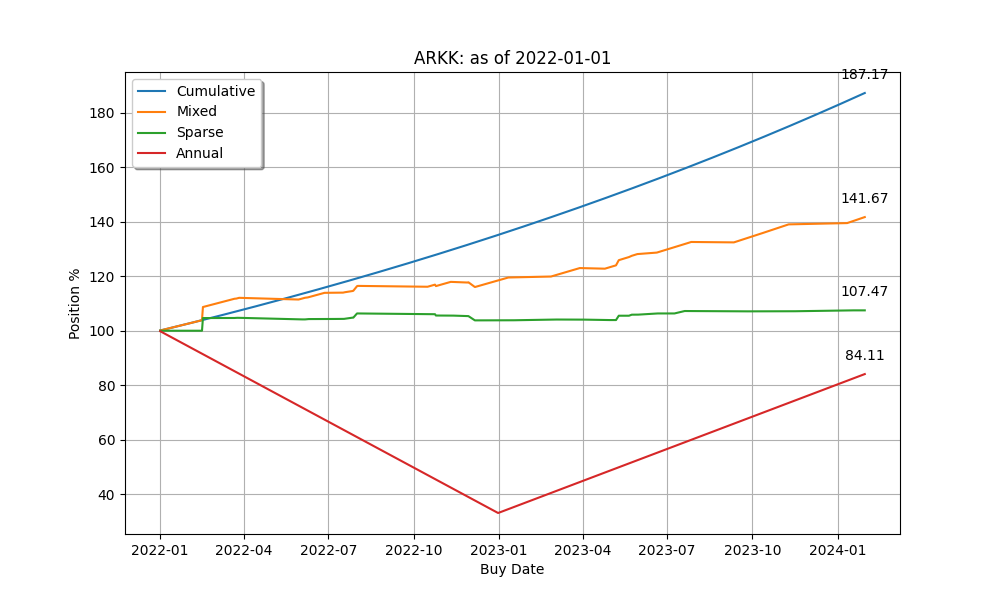 ARKK: as of 2022-01-01
187.17
Cumulative
Mixed
Sparse
Annual
141.67
107.47
84.11
Position %
180
160
140
120
100
80
60
40
2022-01 2022-04 2022-07 2022-10 2023-01 2023-04 2023-07 2023-10 2024-01
Buy Date